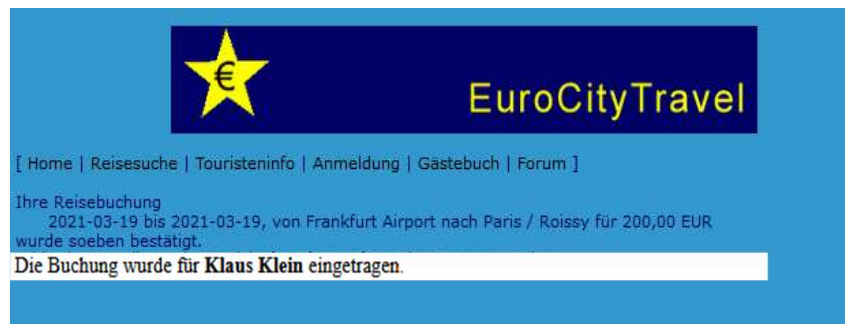 €
EuroCityTravel
[ Home | Reisesuche | Touristeninfo | Anmeldung | Gästebuch | Forum ]
Ihre Reisebuchung
2021-03-19 bis 2021-03-19, von Frankfurt Airport nach Paris / Roissy für 200,00 EUR
wurde soeben bestätigt.
Die Buchung wurde für Klaus Klein eingetragen.